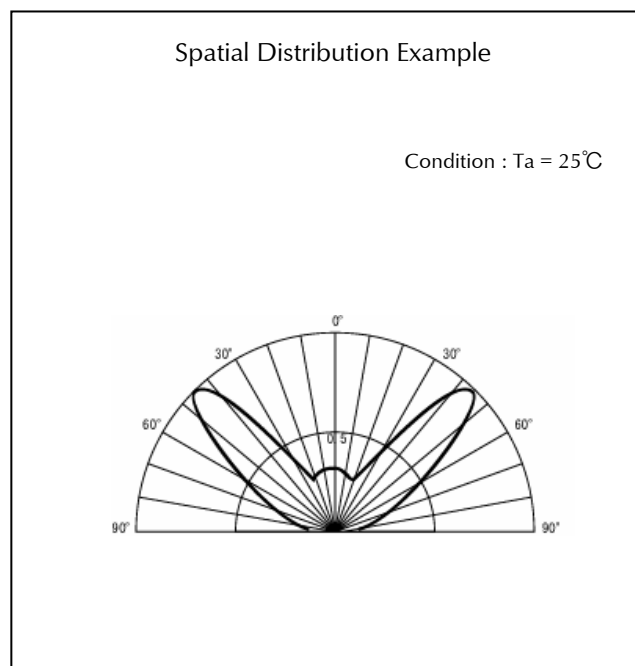 Spatial Distribution Example
Condition : Ta = 25℃
0°
30° 30°
60° 60°
0.5
90° 90°